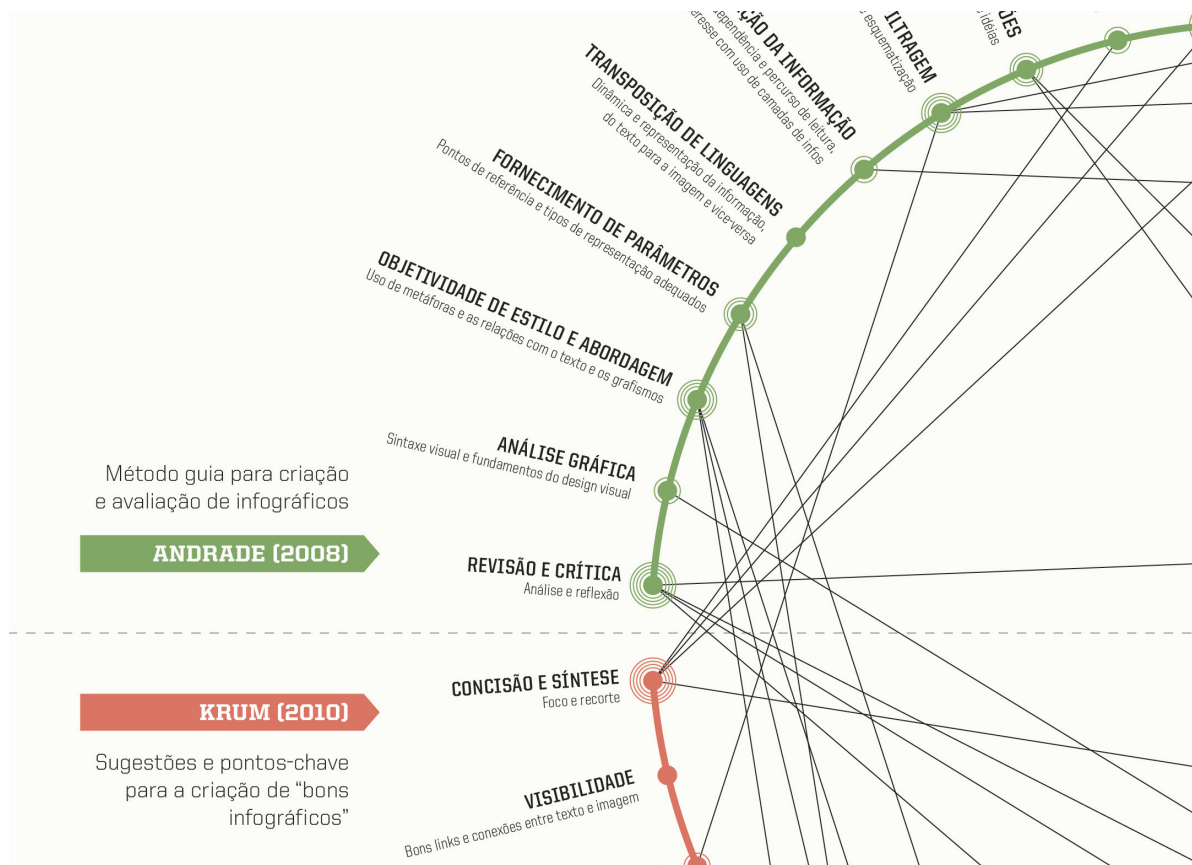 ÕES
idéias
ILTRAGEM
esquematização
ÇÃO DA INFORMAÇÃO
ependência e percurso de leitura,
eresse com uso de camadas de infos
TRANSPOSIÇÃO DE LINGUAGENS
Dinâmica e representação da informação,
do texto para a imagem e vice-versa
FORNECIMENTO DE PARÂMETROS
Pontos de referência e tipos de representação adequados
OBJETIVIDADE DE ESTILO E ABORDAGEM
Uso de metáforas e as relações com o texto e os grafismos
ANÁLISE GRÁFICA
Sintaxe visual e fundamentos do design visual
Método guia para criação
e avaliação de infográficos
ANDRADE (2008)
REVISÃO E CRÍTICA
Análise e reflexão
CONCISÃO E SÍNTESE
Foco e recorte
KRUM (2010)
Sugestões e pontos-chave
para a criação de “bons
infográficos”
VISIBILIDADE
Bons links e conexões entre texto e imagem